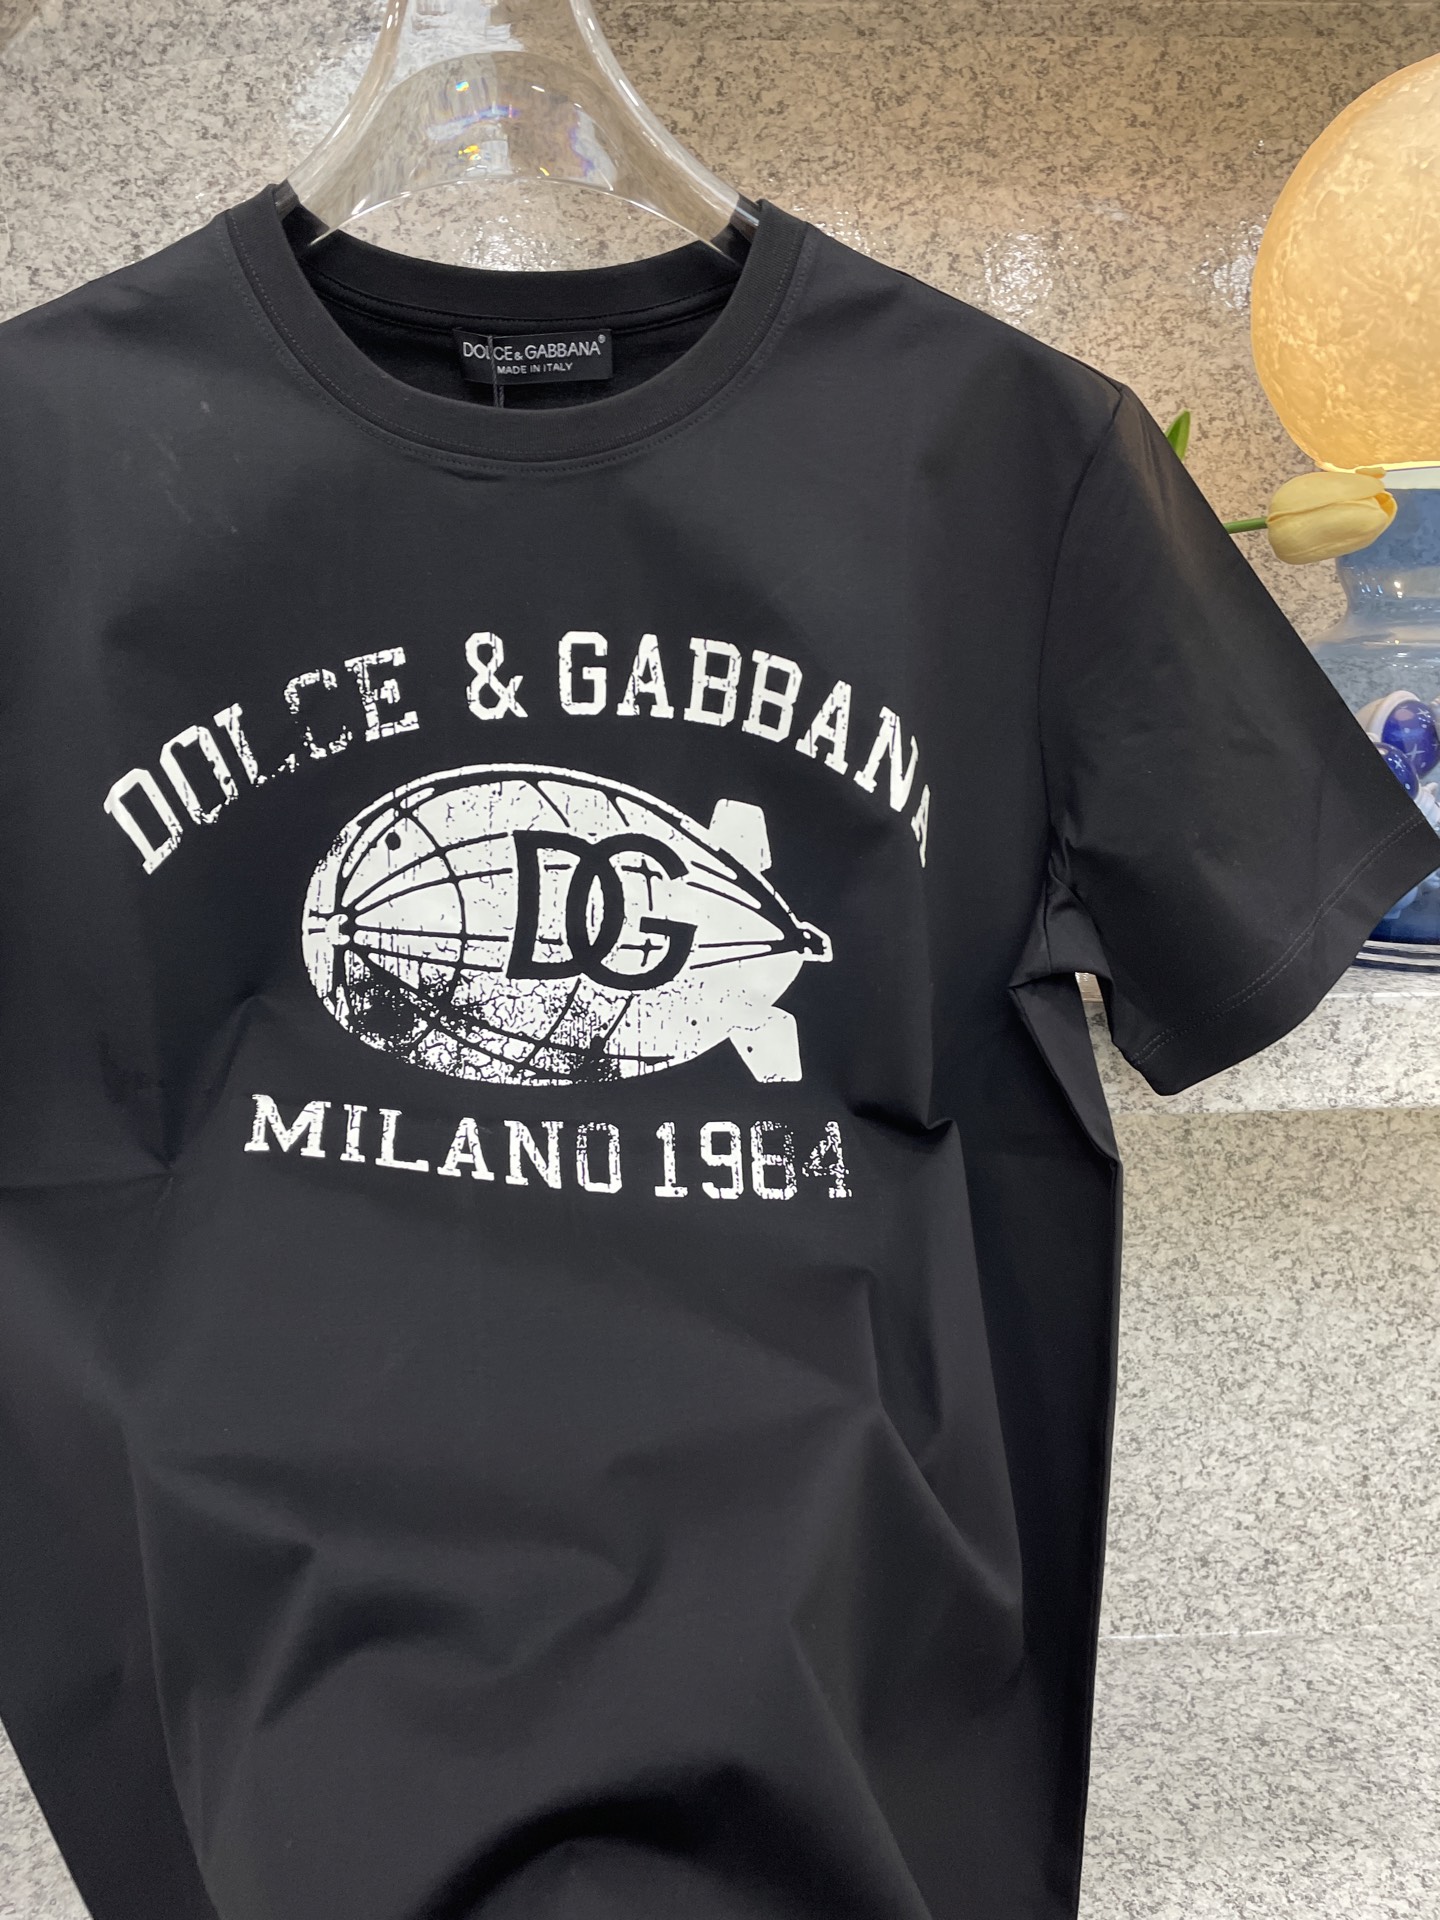 DOLCE & GABBANA®
MADE IN ITALY
DOLCE & GABBANA
DG
MILANO 1984